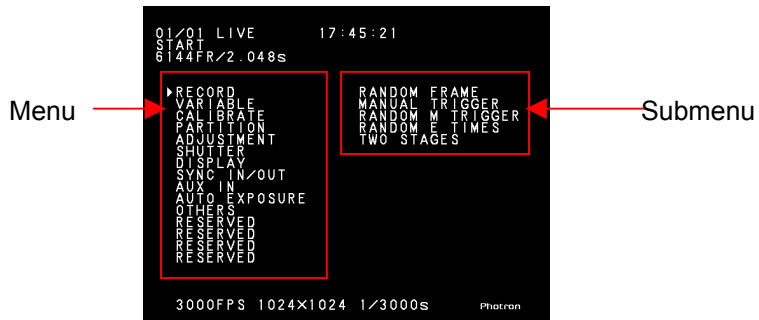 01/01 LIVE 17:45:21
START
6144FR/2.048s
Menu
▶RECORD
VARIABLE
CALIBRATE
PARTITION
ADJUSTMENT
SHUTTER
DISPLAY
SYNC IN/OUT
AUX IN
AUTO EXPOSURE
OTHERS
RESERVED
RESERVED
RESERVED
RESERVED
RANDOM FRAME
MANUAL TRIGGER
RANDOM M TRIGGER
RANDOM E TIMES
TWO STAGES
Submenu
3000FPS 1024×1024 1/3000s Photron